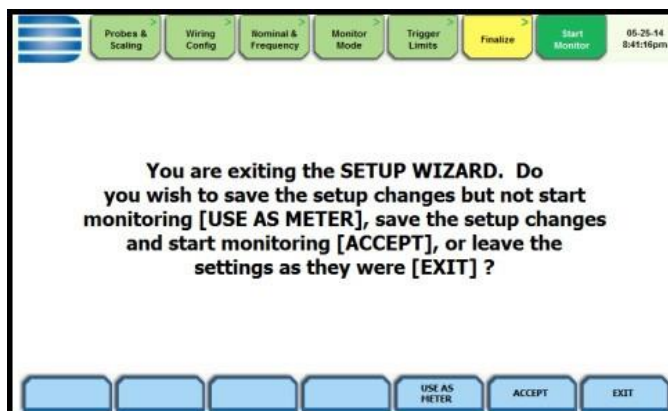 Probes & Scaling
Wiring Config
Nominal & Frequency
Monitor Mode
Trigger Limits
Finalize
Start Monitor
05-25-14
8:41:16pm
You are exiting the SETUP WIZARD. Do
you wish to save the setup changes but not start
monitoring [USE AS METER], save the setup changes
and start monitoring [ACCEPT], or leave the
settings as they were [EXIT] ?
USE AS METER
ACCEPT
EXIT